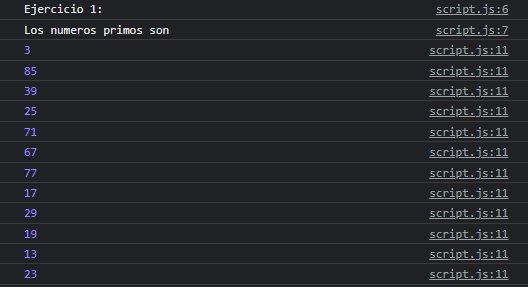 Ejercicio 1: script.js:6
Los numeros primos son script.js:7
3 script.js:11
85 script.js:11
39 script.js:11
25 script.js:11
71 script.js:11
67 script.js:11
77 script.js:11
17 script.js:11
29 script.js:11
19 script.js:11
13 script.js:11
23 script.js:11